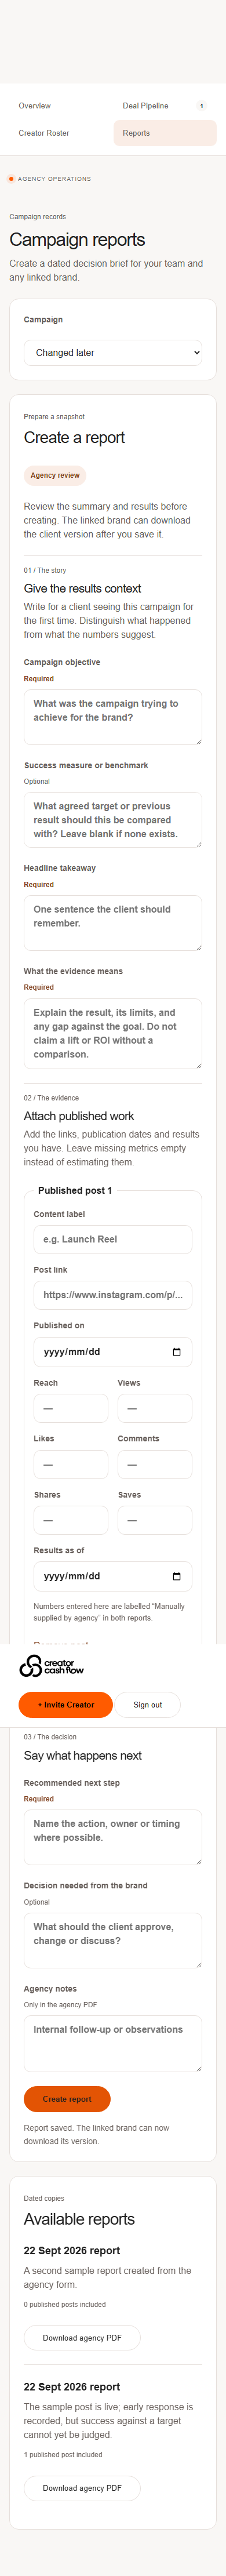 Overview
Deal Pipeline
1
Creator Roster
Reports
AGENCY OPERATIONS
Campaign records
Campaign reports
Create a dated decision brief for your team and
any linked brand.
Campaign
Changed later
Prepare a snapshot
Create a report
Agency review
Review the summary and results before
creating. The linked brand can download
the client version after you save it.
01 / The story
Give the results context
Write for a client seeing this campaign for
the first time. Distinguish what happened
from what the numbers suggest.
Campaign objective
Required
What was the campaign trying to
achieve for the brand?
Success measure or benchmark
Optional
What agreed target or previous
result should this be compared
with? Leave blank if none exists.
Headline takeaway
Required
One sentence the client should
remember.
What the evidence means
Required
Explain the result, its limits, and
any gap against the goal. Do not
claim a lift or ROI without a
comparison.
02 / The evidence
Attach published work
Add the links, publication dates and results
you have. Leave missing metrics empty
instead of estimating them.
Published post 1
Content label
e.g. Launch Reel
Post link
https://www.instagram.com/p/...
Published on
yyyy/mm/dd
Reach
Views
—
—
Likes
Comments
—
—
Shares
Saves
—
—
Results as of
yyyy/mm/dd
Numbers entered here are labelled “Manually
supplied by agency” in both reports.
Remove post
creator
cash flow
+ Invite Creator
Sign out
03 / The decision
Say what happens next
Recommended next step
Required
Name the action, owner or timing
where possible.
Decision needed from the brand
Optional
What should the client approve,
change or discuss?
Agency notes
Only in the agency PDF
Internal follow-up or observations
Create report
Report saved. The linked brand can now
download its version.
Dated copies
Available reports
22 Sept 2026 report
A second sample report created from the
agency form.
0 published posts included
Download agency PDF
22 Sept 2026 report
The sample post is live; early response is
recorded, but success against a target
cannot yet be judged.
1 published post included
Download agency PDF